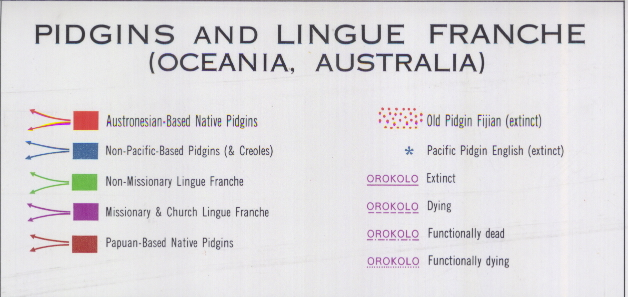 PIDGINS AND LINGUE FRANCHE
(OCEANIA, AUSTRALIA)
Austronesian-Based Native Pidgins
Non-Pacific-Based Pidgins (& Creoles)
Non-Missionary Lingue Franche
Missionary & Church Lingue Franche
Papuan-Based Native Pidgins
Old Pidgin Fijian (extinct)
* Pacific Pidgin English (extinct)
OROKOLO Extinct
OROKOLO Dying
OROKOLO Functionally dead
OROKOLO Functionally dying